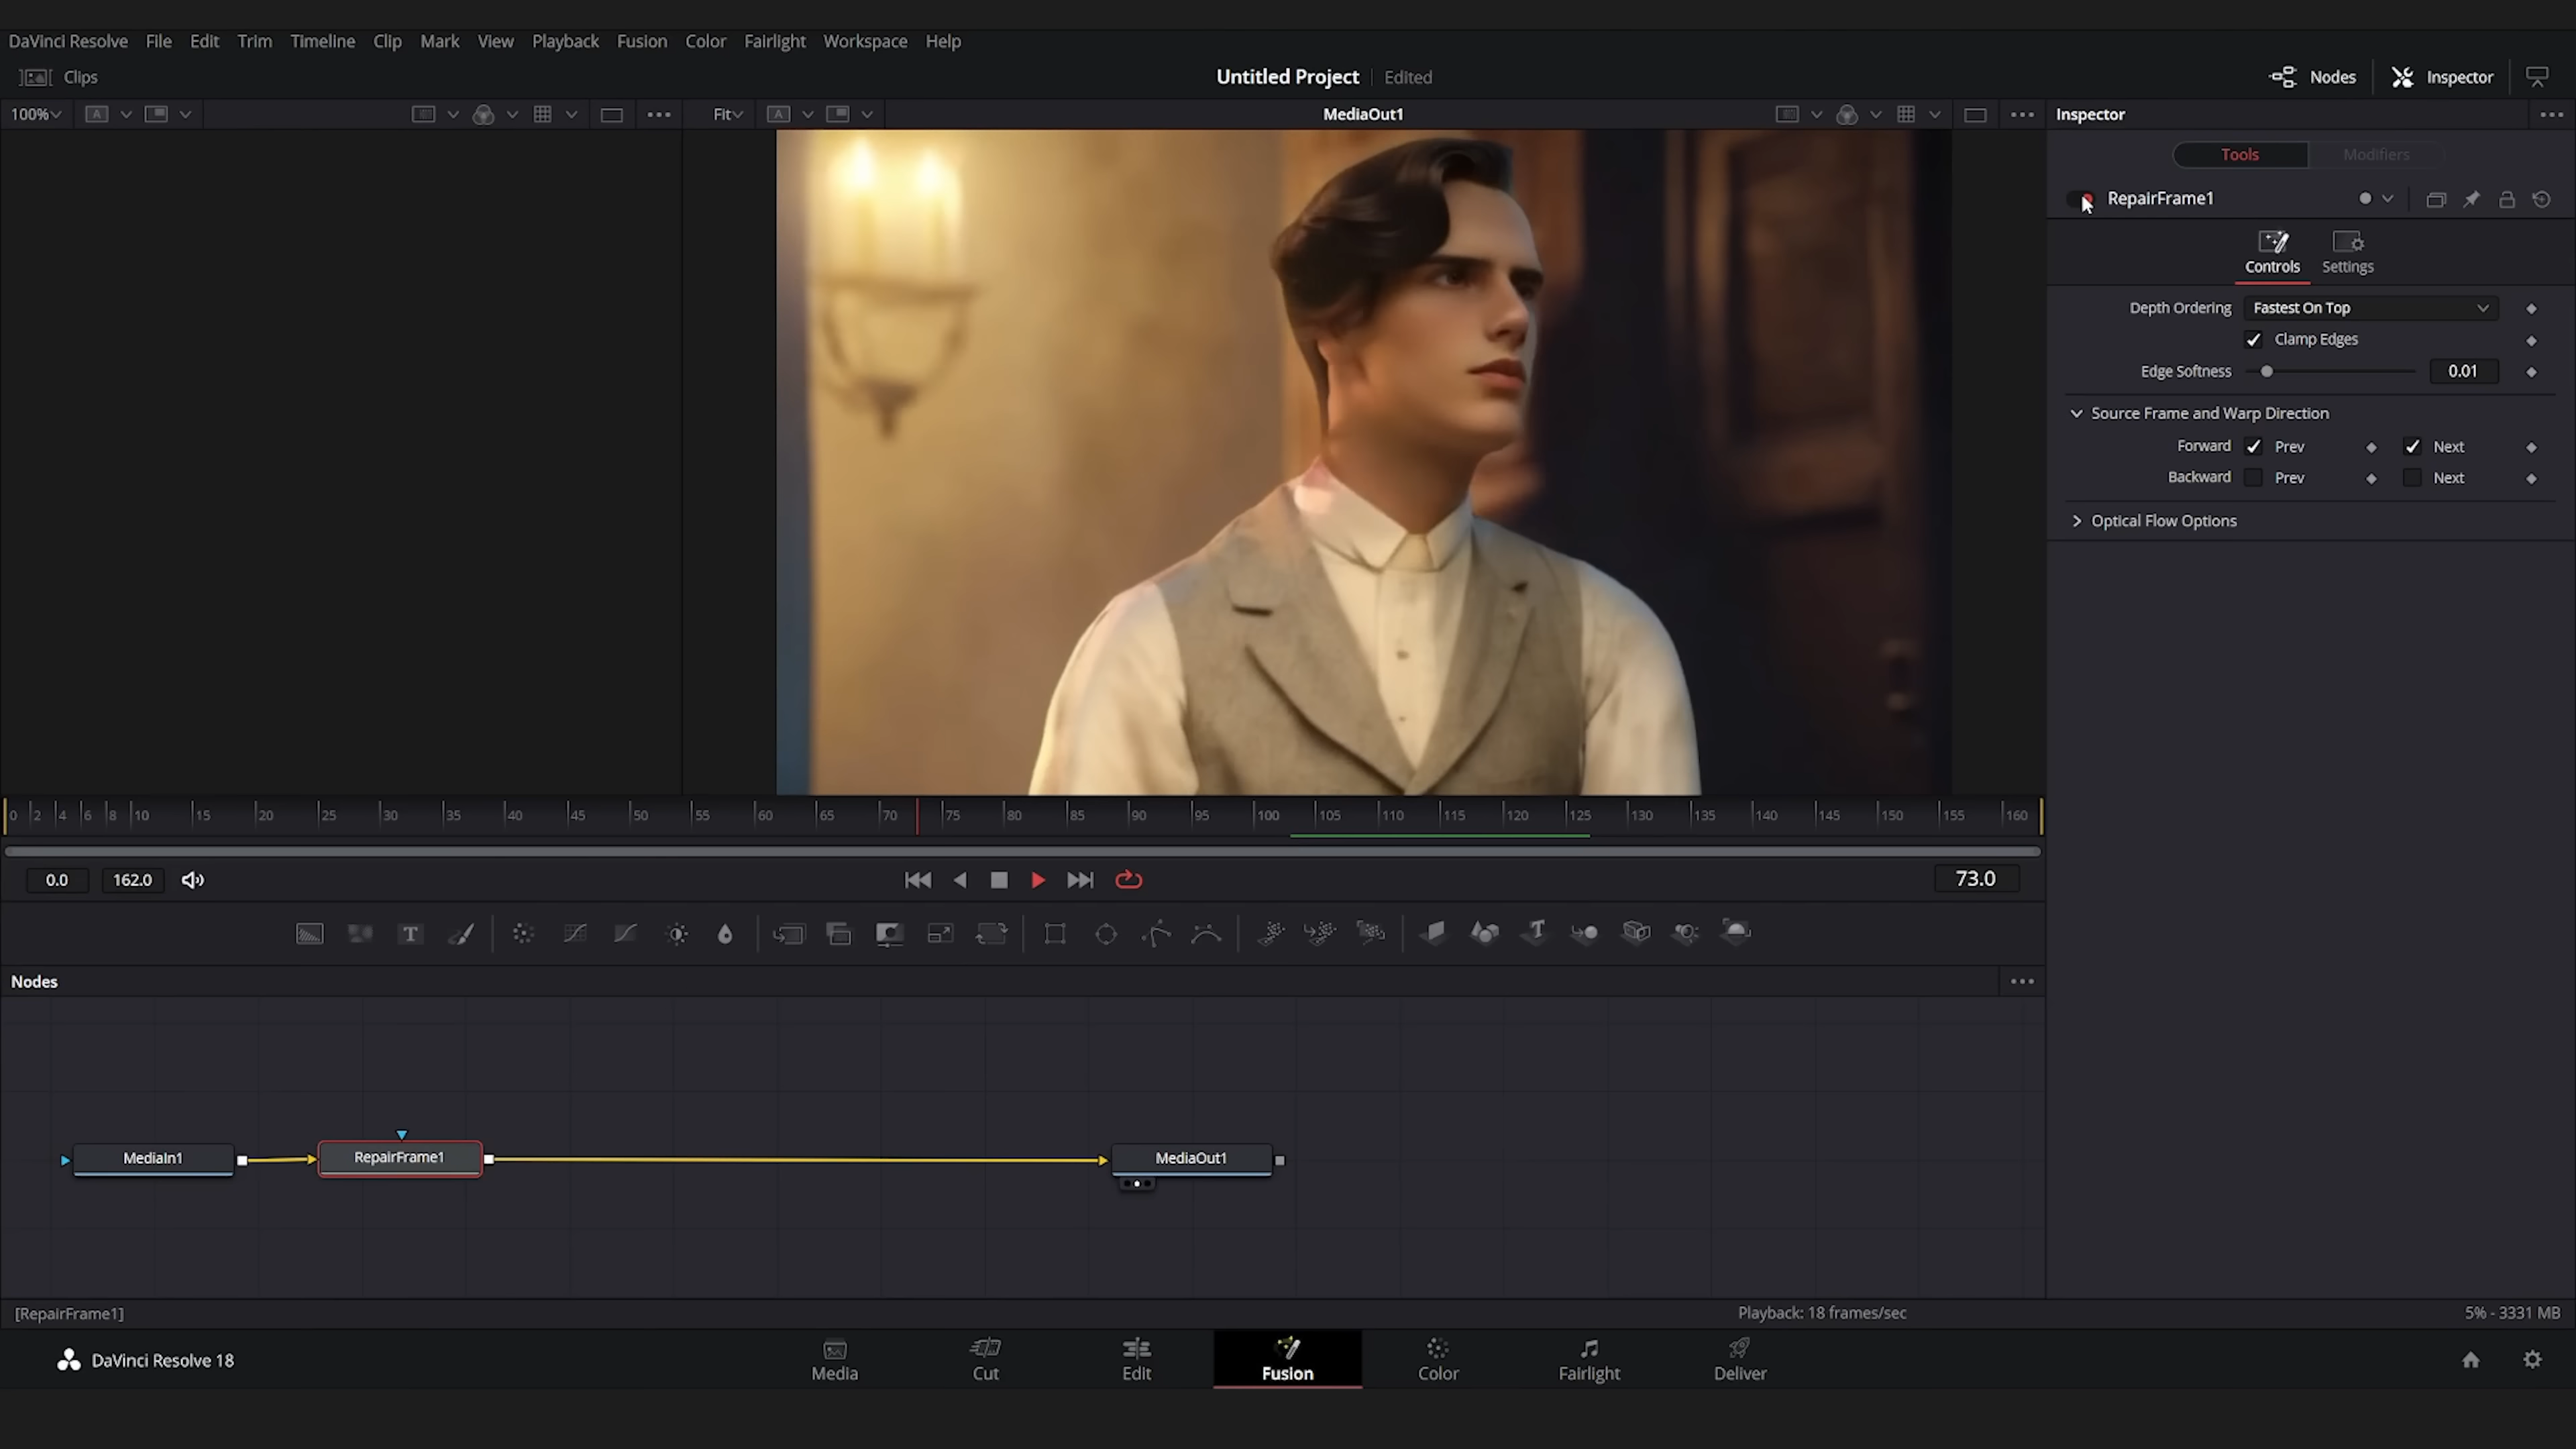 DaVinci Resolve File Edit Trim Timeline Clip Mark View Playback Fusion Color Fairlight Workspace Help
Clips Untitled Project Edited Nodes Inspector
100% A Fit A MediaOut1 Inspector
Tools Modifiers
RepairFrame1
Controls Settings
Depth Ordering Fastest On Top
Clamp Edges
Edge Softness 0.01
Source Frame and Warp Direction
Forward Prev Next
Backward Prev Next
Optical Flow Options
0 2 4 6 8 10 15 20 25 30 35 40 45 50 55 60 65 70 75 80 85 90 95 100 105 110 115 120 125 130 135 140 145 150 155 160
0.0 162.0 73.0
T T
Nodes
MediaIn1 RepairFrame1 MediaOut1
[RepairFrame1] Playback: 18 frames/sec 5% - 3331 MB
DaVinci Resolve 18 Media Cut Edit Fusion Color Fairlight Deliver